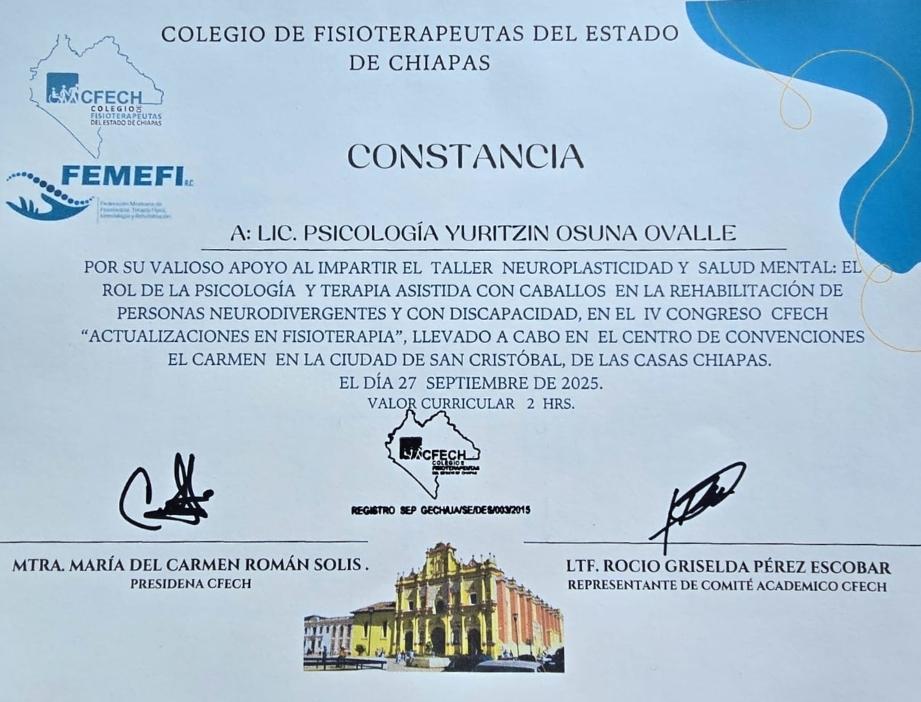 COLEGIO DE FISIOTERAPEUTAS DEL ESTADO
DE CHIAPAS
CFECH
COLEGIO DE
FISIOTERAPEUTAS
DEL ESTADO DE CHIAPAS
FEMEFI A.C.
Federación Mexicana de
Fisioterapia, Terapia Física,
Kinesiología y Rehabilitación
CONSTANCIA
A: LIC. PSICOLOGÍA YURITZIN OSUNA OVALLE
POR SU VALIOSO APOYO AL IMPARTIR EL TALLER NEUROPLASTICIDAD Y SALUD MENTAL: EL
ROL DE LA PSICOLOGÍA Y TERAPIA ASISTIDA CON CABALLOS EN LA REHABILITACIÓN DE
PERSONAS NEURODIVERGENTES Y CON DISCAPACIDAD, EN EL IV CONGRESO CFECH
“ACTUALIZACIONES EN FISIOTERAPIA”, LLEVADO A CABO EN EL CENTRO DE CONVENCIONES
EL CARMEN EN LA CIUDAD DE SAN CRISTÓBAL, DE LAS CASAS CHIAPAS.
EL DÍA 27 SEPTIEMBRE DE 2025.
VALOR CURRICULAR 2 HRS.
CFECH
COLEGIO DE
FISIOTERAPEUTAS
DEL ESTADO DE CHIAPAS
REGISTRO SEP GECH/UA/SE/DES/003/2015
MTRA. MARÍA DEL CARMEN ROMÁN SOLIS .
PRESIDENA CFECH
LTF. ROCIO GRISELDA PÉREZ ESCOBAR
REPRESENTANTE DE COMITÉ ACADEMICO CFECH